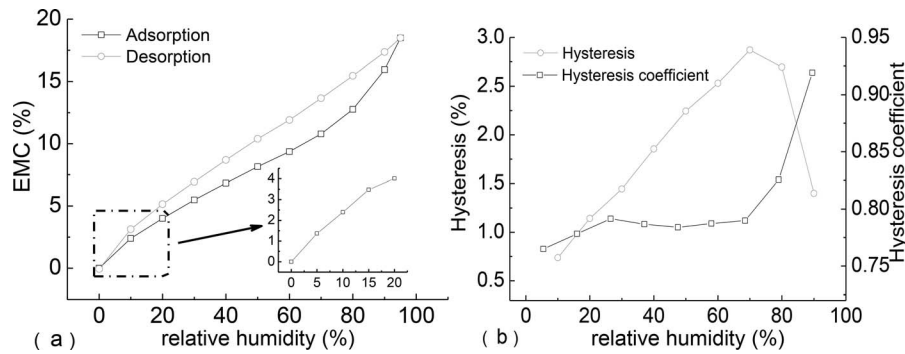 20
15
10
5
0
EMC (%)
Adsorption
Desorption
4
3
2
1
0
0 5 10 15 20
0 20 40 60 80 100
( a ) relative humidity (%)
3.0
2.5
2.0
1.5
1.0
0.5
Hysteresis (%)
Hysteresis
Hysteresis coefficient
0.95
0.90
0.85
0.80
0.75
Hysteresis coefficient
0 20 40 60 80 100
( b ) relative humidity (%)